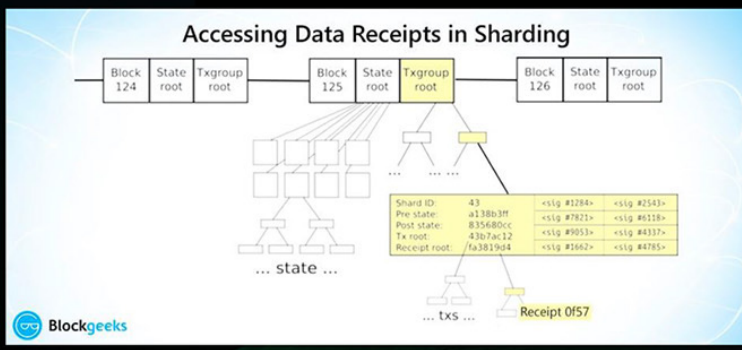 Accessing Data Receipts in Sharding
Block 124 State root Txgroup root
Block 125 State root Txgroup root
Block 126 State root Txgroup root
... ... ...
Shard ID: 43 <sig #1284> <sig #2543>
Pre state: a138b3ff <sig #7821> <sig #6118>
Post state: 835680cc <sig #9053> <sig #4337>
Tx root: 43b7ac12 <sig #1662> <sig #4785>
Receipt root: fa3819d4
... state ...
... txs ...
Receipt 0f57
Blockgeeks